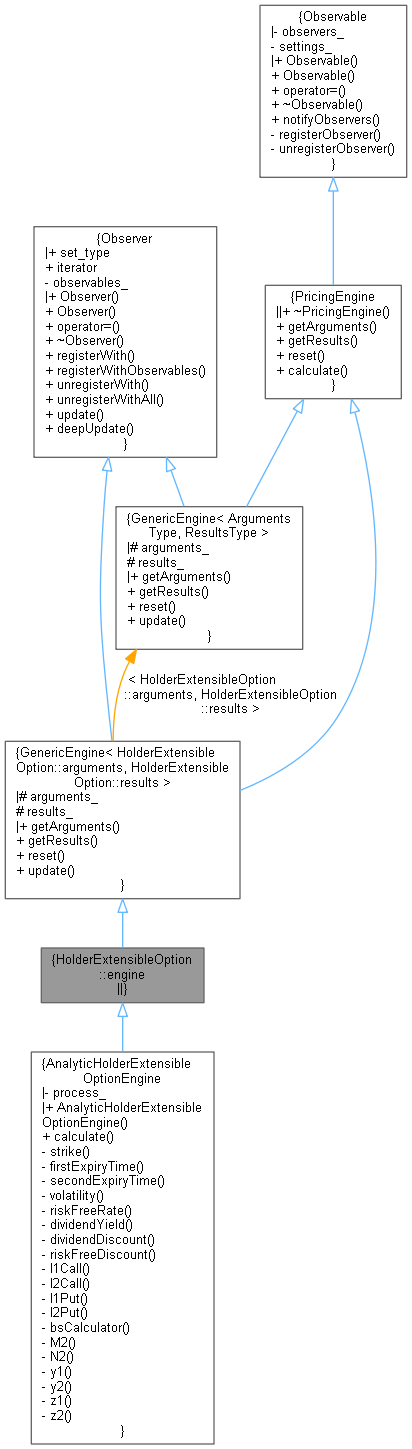 {Observable
|- observers_
- settings_
|+ Observable()
+ Observable()
+ operator=()
+ ~Observable()
+ notifyObservers()
- registerObserver()
- unregisterObserver()
}
{Observer
|+ set_type
+ iterator
- observables_
|+ Observer()
+ Observer()
+ operator=()
+ ~Observer()
+ registerWith()
+ registerWithObservables()
+ unregisterWith()
+ unregisterWithAll()
+ update()
+ deepUpdate()
}
{PricingEngine
||+ ~PricingEngine()
+ getArguments()
+ getResults()
+ reset()
+ calculate()
}
{GenericEngine< Arguments
Type, ResultsType >
|# arguments_
# results_
|+ getArguments()
+ getResults()
+ reset()
+ update()
}
< HolderExtensibleOption
::arguments, HolderExtensibleOption
::results >
{GenericEngine< HolderExtensible
Option::arguments, HolderExtensible
Option::results >
|# arguments_
# results_
|+ getArguments()
+ getResults()
+ reset()
+ update()
}
{HolderExtensibleOption
::engine
||}
{AnalyticHolderExtensible
OptionEngine
|- process_
|+ AnalyticHolderExtensible
OptionEngine()
+ calculate()
- strike()
- firstExpiryTime()
- secondExpiryTime()
- volatility()
- riskFreeRate()
- dividendYield()
- dividendDiscount()
- riskFreeDiscount()
- I1Call()
- I2Call()
- I1Put()
- I2Put()
- bsCalculator()
- M2()
- N2()
- y1()
- y2()
- z1()
- z2()
}